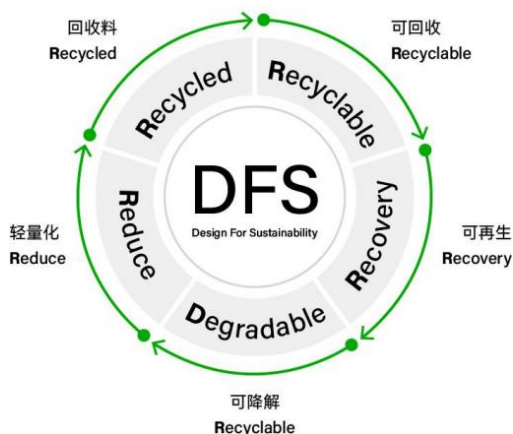 回收料
Recycled
可回收
Recyclable
Recycled
Recyclable
DFS
Design For Sustainability
Reduce
Recovery
轻量化
Reduce
可再生
Recovery
Degradable
可降解
Recyclable